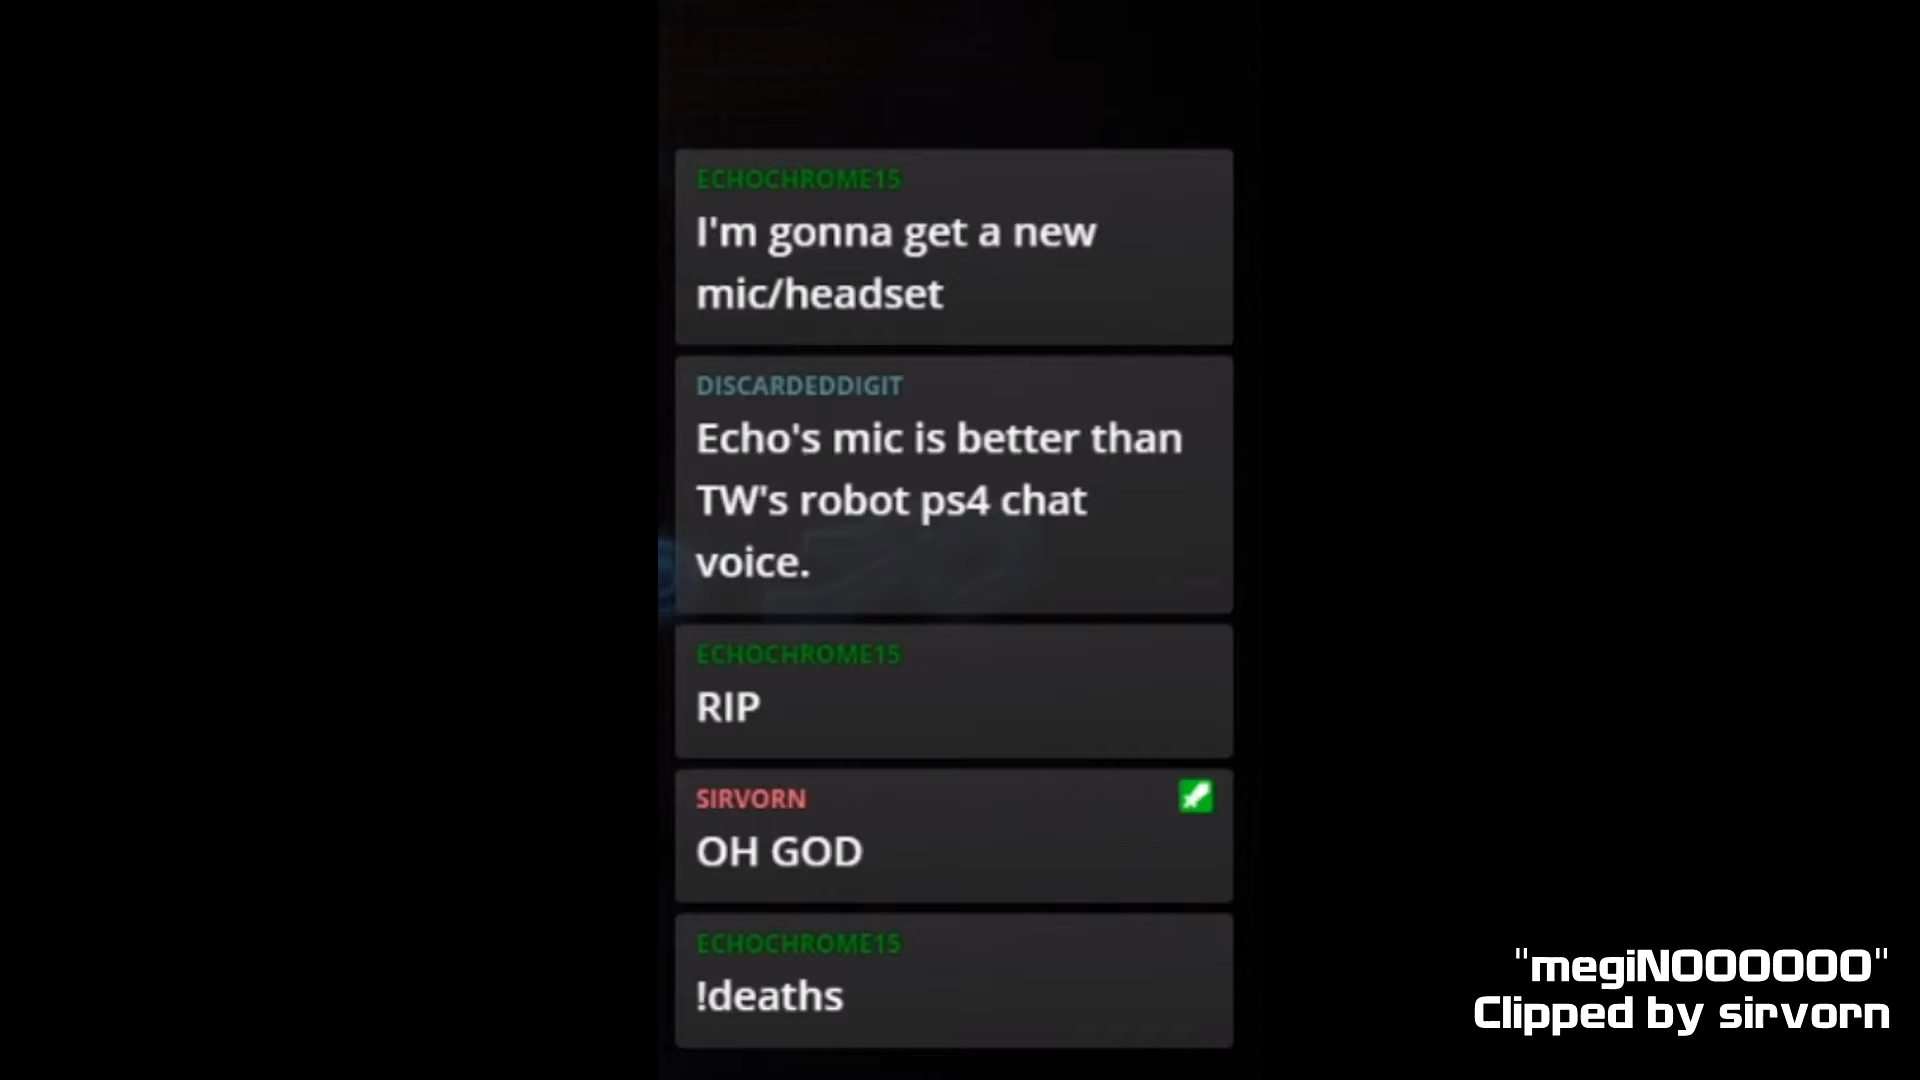 ECHOCHROME15
I'm gonna get a new
mic/headset
DISCARDEDDIGIT
Echo's mic is better than
TW's robot ps4 chat
voice.
ECHOCHROME15
RIP
SIRVORN
OH GOD
ECHOCHROME15
!deaths
"megiNOOOOOO"
Clipped by sirvorn